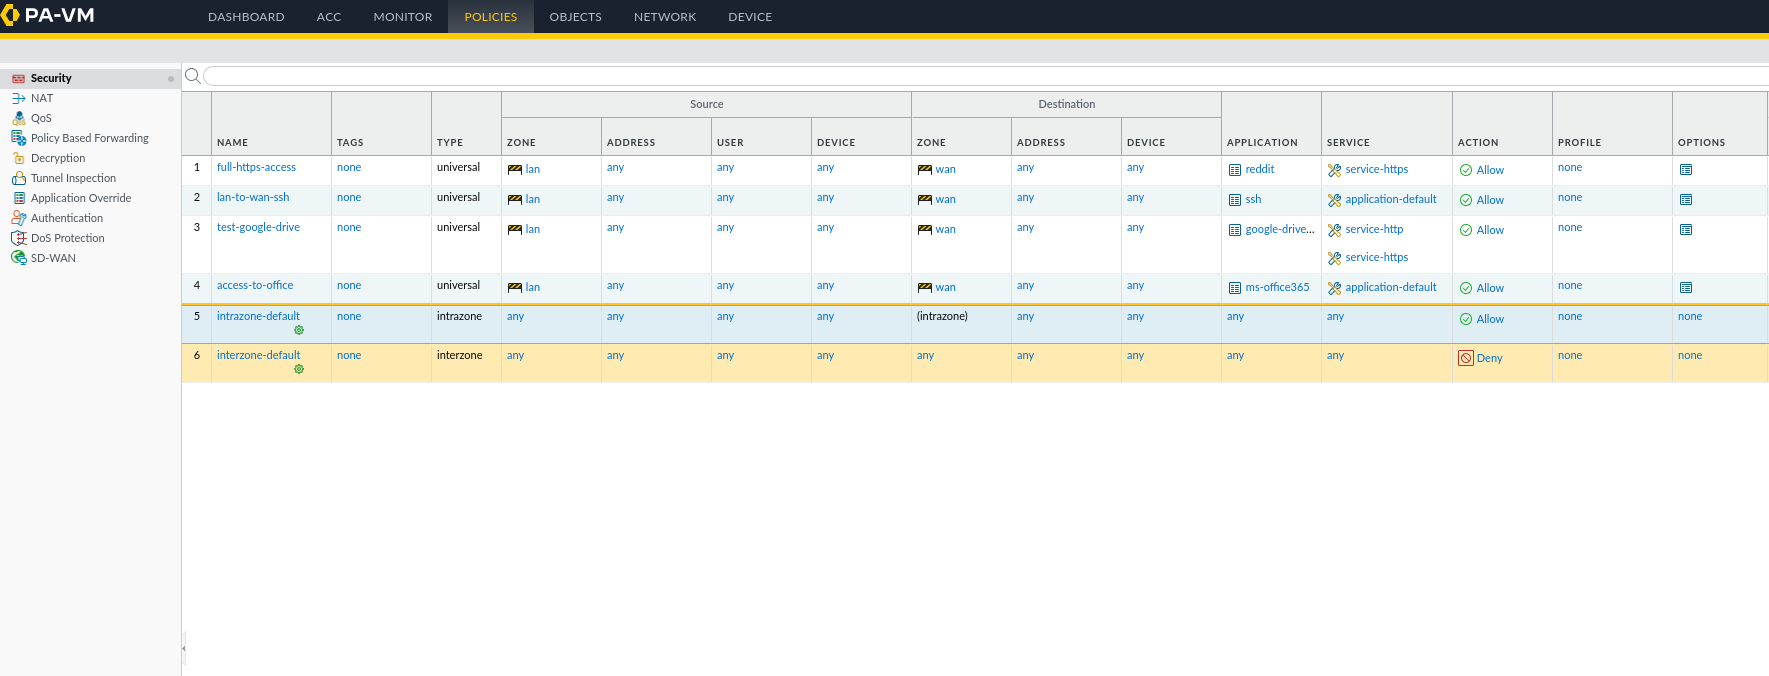 PA-VM DASHBOARD ACC MONITOR POLICIES OBJECTS NETWORK DEVICE
Security
NAT
QoS
Policy Based Forwarding
Decryption
Tunnel Inspection
Application Override
Authentication
DoS Protection
SD-WAN
Source Destination
NAME TAGS TYPE ZONE ADDRESS USER DEVICE ZONE ADDRESS DEVICE APPLICATION SERVICE ACTION PROFILE OPTIONS
1 full-https-access none universal lan any any any wan any any reddit service-https Allow none
2 lan-to-wan-ssh none universal lan any any any wan any any ssh application-default Allow none
3 test-google-drive none universal lan any any any wan any any google-drive... service-http Allow none
service-https
4 access-to-office none universal lan any any any wan any any ms-office365 application-default Allow none
5 intrazone-default none intrazone any any any any (intrazone) any any any any Allow none none
6 interzone-default none interzone any any any any any any any any any Deny none none